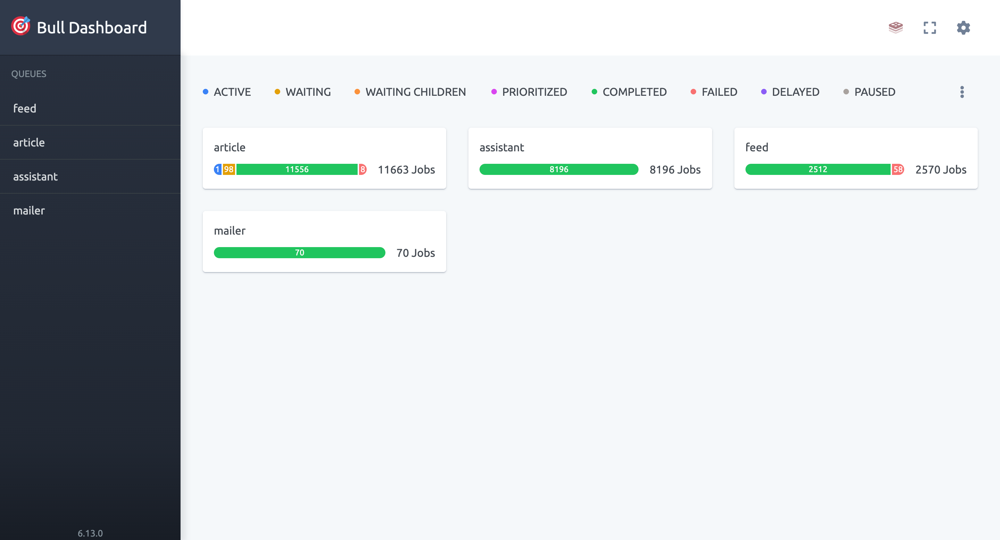 Bull Dashboard
QUEUES
feed
article
assistant
mailer
6.13.0
ACTIVE WAITING WAITING CHILDREN PRIORITIZED COMPLETED FAILED DELAYED PAUSED
article
1 98 11556 8 11663 Jobs
assistant
8196 8196 Jobs
feed
2512 58 2570 Jobs
mailer
70 70 Jobs